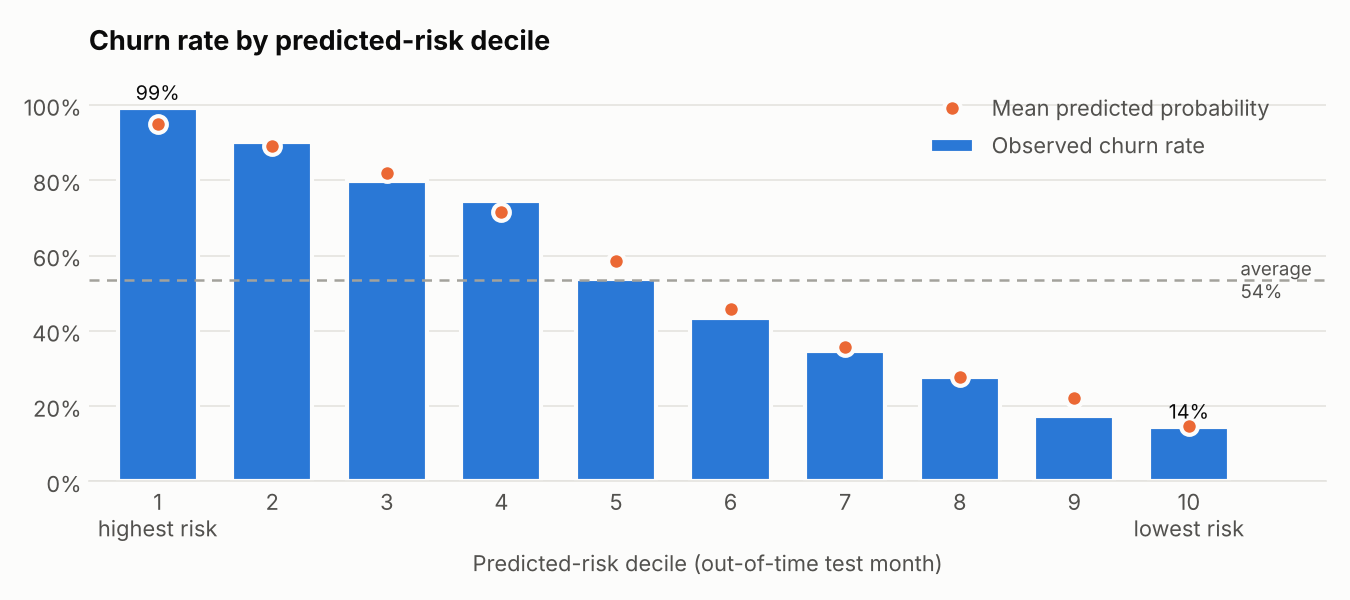 Churn rate by predicted-risk decile
99%
100%
80%
60%
40%
20%
0%
Mean predicted probability
Observed churn rate
average
54%
14%
1 2 3 4 5 6 7 8 9 10
highest risk lowest risk
Predicted-risk decile (out-of-time test month)